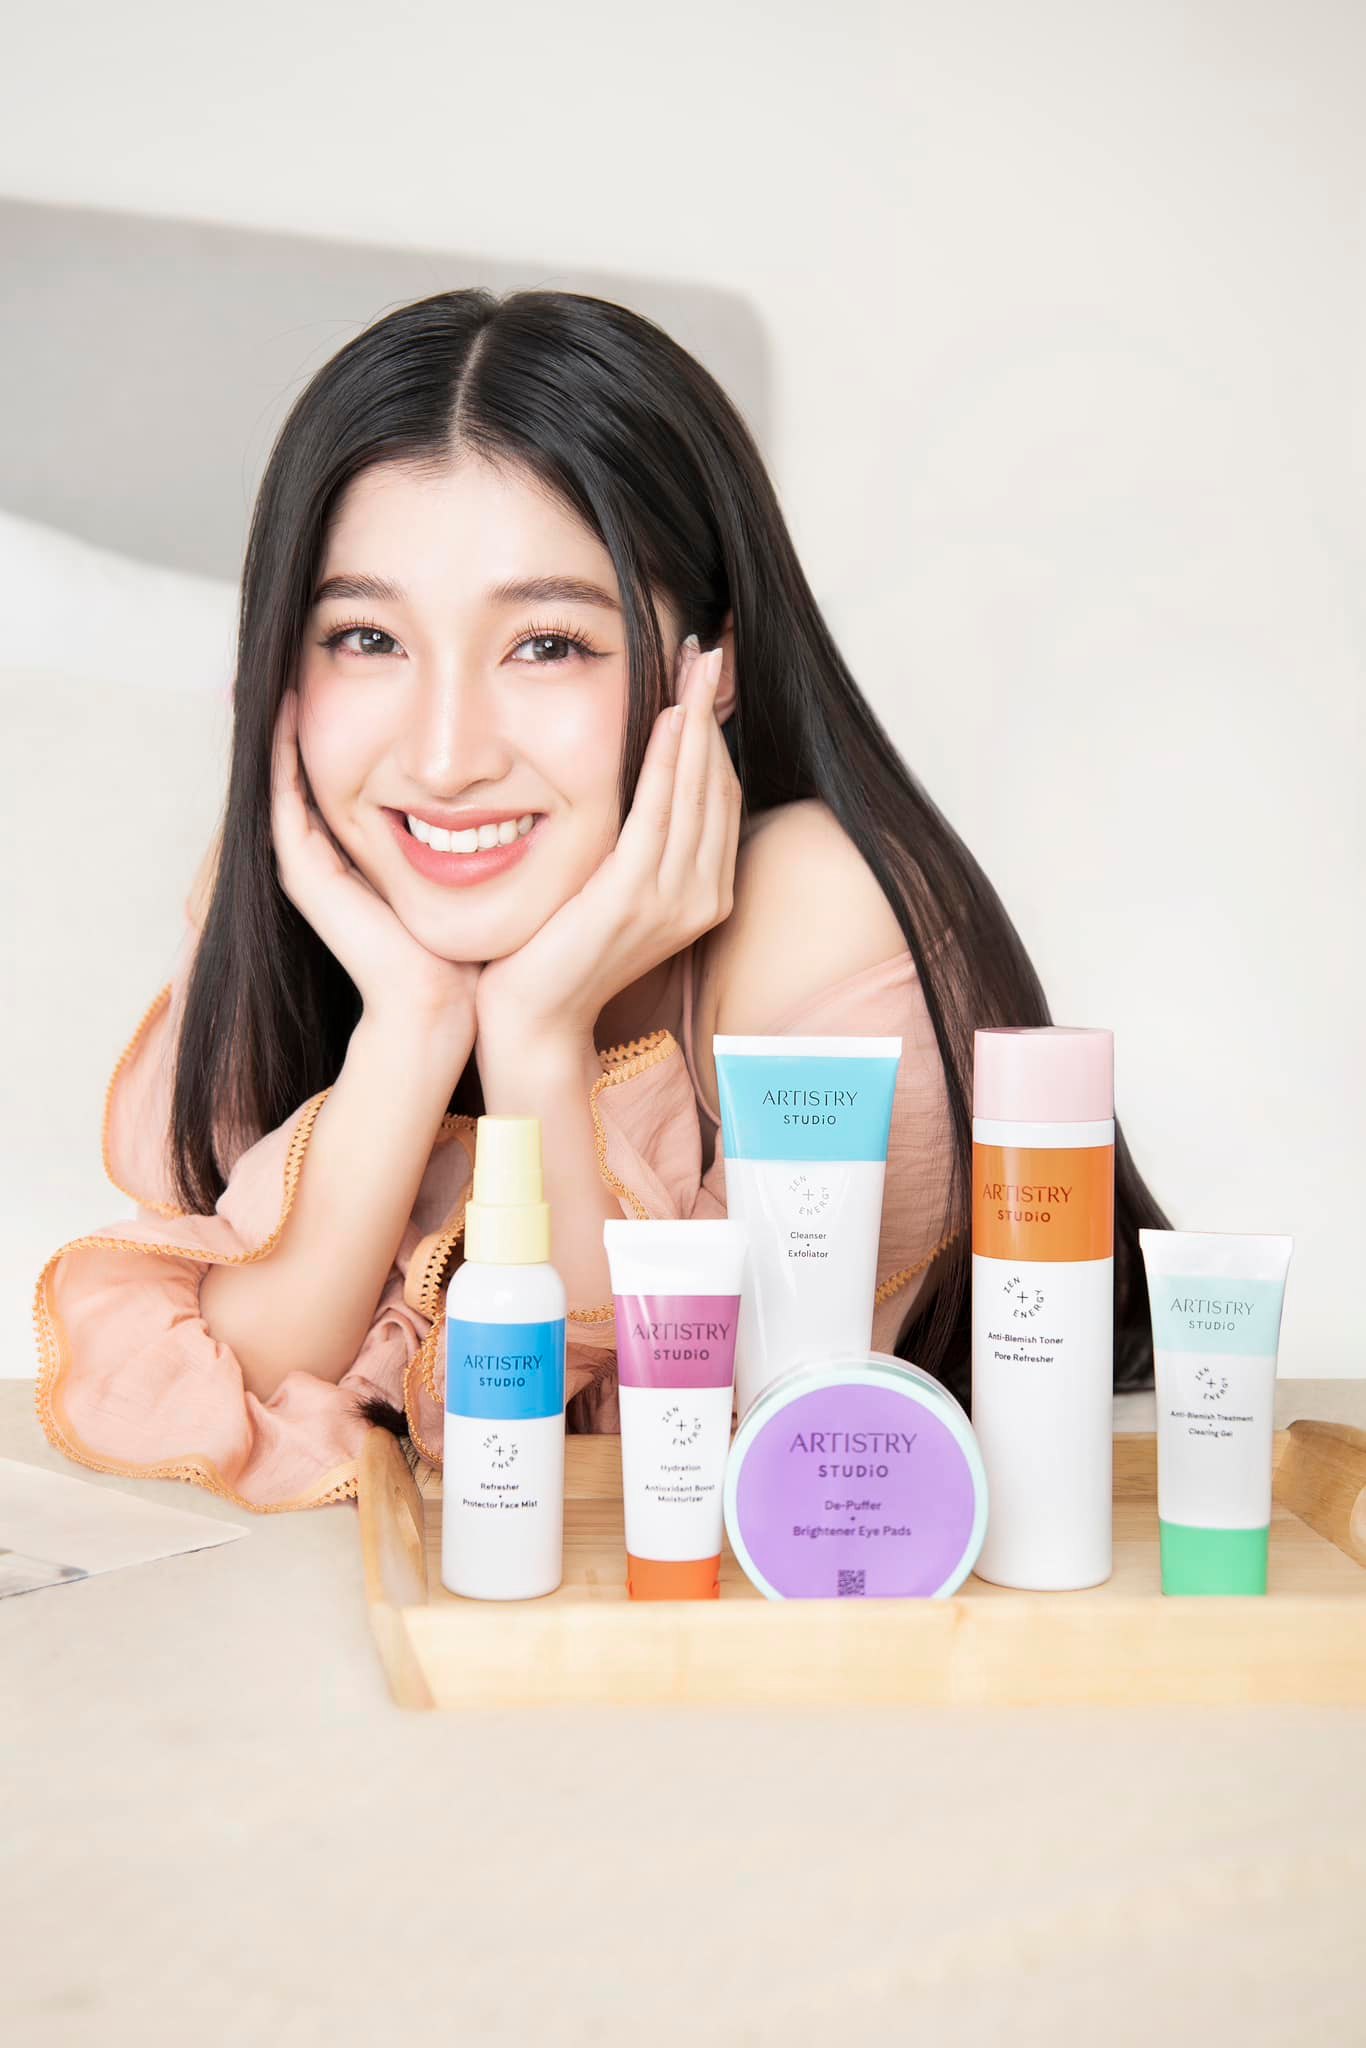 ARTISTRY
STUDiO
ZEN
+
ENERGY
Refresher
•
Protector Face Mist
ARTISTRY
STUDiO
ZEN
+
ENERGY
Hydration
•
Antioxidant Boost
Moisturizer
ARTISTRY
STUDiO
ZEN
+
ENERGY
Cleanser
•
Exfoliator
ARTISTRY
STUDiO
De-Puffer
•
Brightener Eye Pads
ARTISTRY
STUDiO
ZEN
+
ENERGY
Anti-Blemish Toner
•
Pore Refresher
ARTISTRY
STUDiO
ZEN
+
ENERGY
Anti-Blemish Treatment
•
Clearing Gel